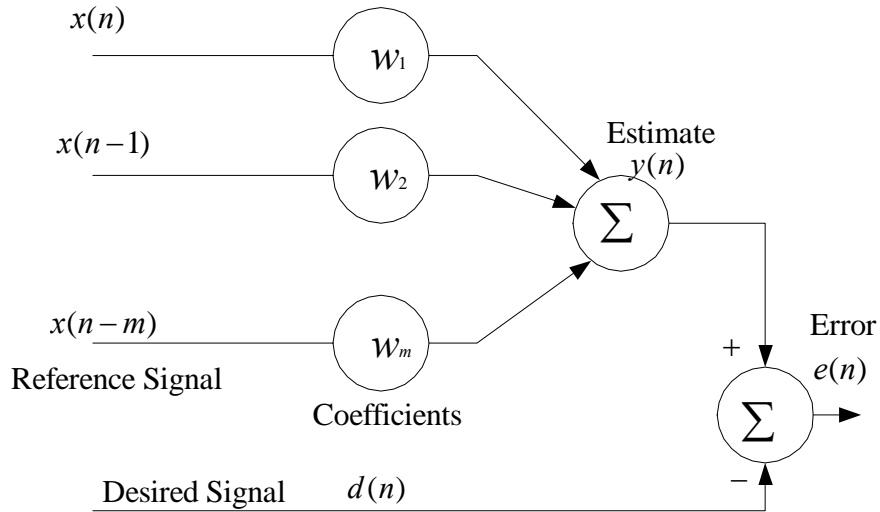 x(n)
w1
x(n−1)
w2
Estimate
y(n)
Σ
x(n−m)
wm
Reference Signal
Coefficients
Error
e(n)
+
Σ
−
Desired Signal d(n)